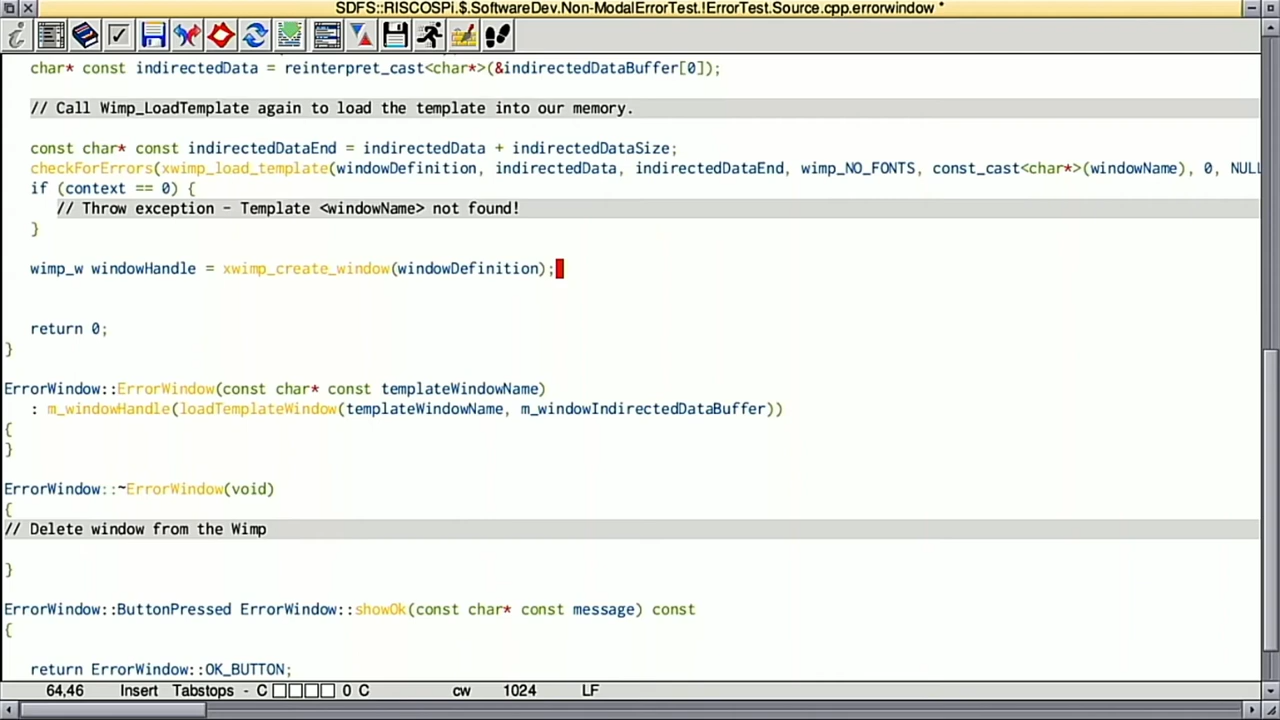 SDFS::RISCOSPi.$.SoftwareDev.Non-ModalErrorTest.!ErrorTest.Source.cpp.errorwindow *
char* const indirectedData = reinterpret_cast<char*>(&indirectedDataBuffer[0]);
// Call Wimp_LoadTemplate again to load the template into our memory.
const char* const indirectedDataEnd = indirectedData + indirectedDataSize;
checkForErrors(xwimp_load_template(windowDefinition, indirectedData, indirectedDataEnd, wimp_NO_FONTS, const_cast<char*>(windowName), 0, NULL
if (context == 0) {
// Throw exception - Template <windowName> not found!
}
wimp_w windowHandle = xwimp_create_window(windowDefinition);
return 0;
}
ErrorWindow::ErrorWindow(const char* const templateWindowName)
: m_windowHandle(loadTemplateWindow(templateWindowName, m_windowIndirectedDataBuffer))
{
}
ErrorWindow::~ErrorWindow(void)
{
// Delete window from the Wimp
}
ErrorWindow::ButtonPressed ErrorWindow::showOk(const char* const message) const
{
return ErrorWindow::OK_BUTTON;
64,46 Insert Tabstops - C 0 C cw 1024 LF